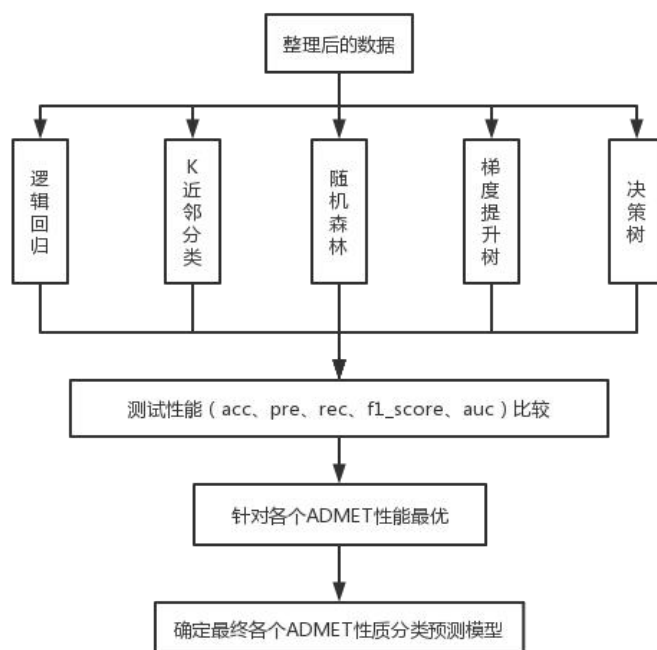 整理后的数据
逻辑回归
K近邻分类
随机森林
梯度提升树
决策树
测试性能（acc、pre、rec、f1_score、auc）比较
针对各个ADMET性能最优
确定最终各个ADMET性质分类预测模型